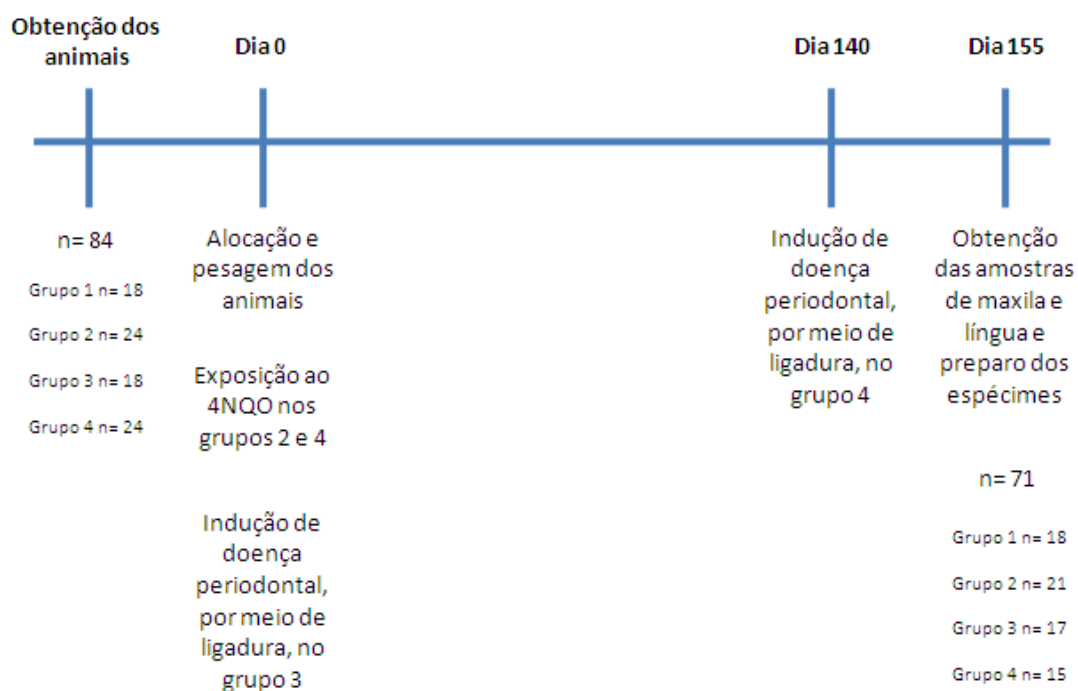 Obtenção dos
animais
Dia 0
Dia 140
Dia 155
n= 84
Grupo 1 n= 18
Grupo 2 n= 24
Grupo 3 n= 18
Grupo 4 n= 24
Alocação e
pesagem dos
animais
Exposição ao
4NQO nos
grupos 2 e 4
Indução de
doença
periodontal,
por meio de
ligadura, no
grupo 3
Indução de
doença
periodontal,
por meio de
ligadura, no
grupo 4
Obtenção
das amostras
de maxila e
língua e
preparo dos
espécimes
n= 71
Grupo 1 n= 18
Grupo 2 n= 21
Grupo 3 n= 17
Grupo 4 n= 15